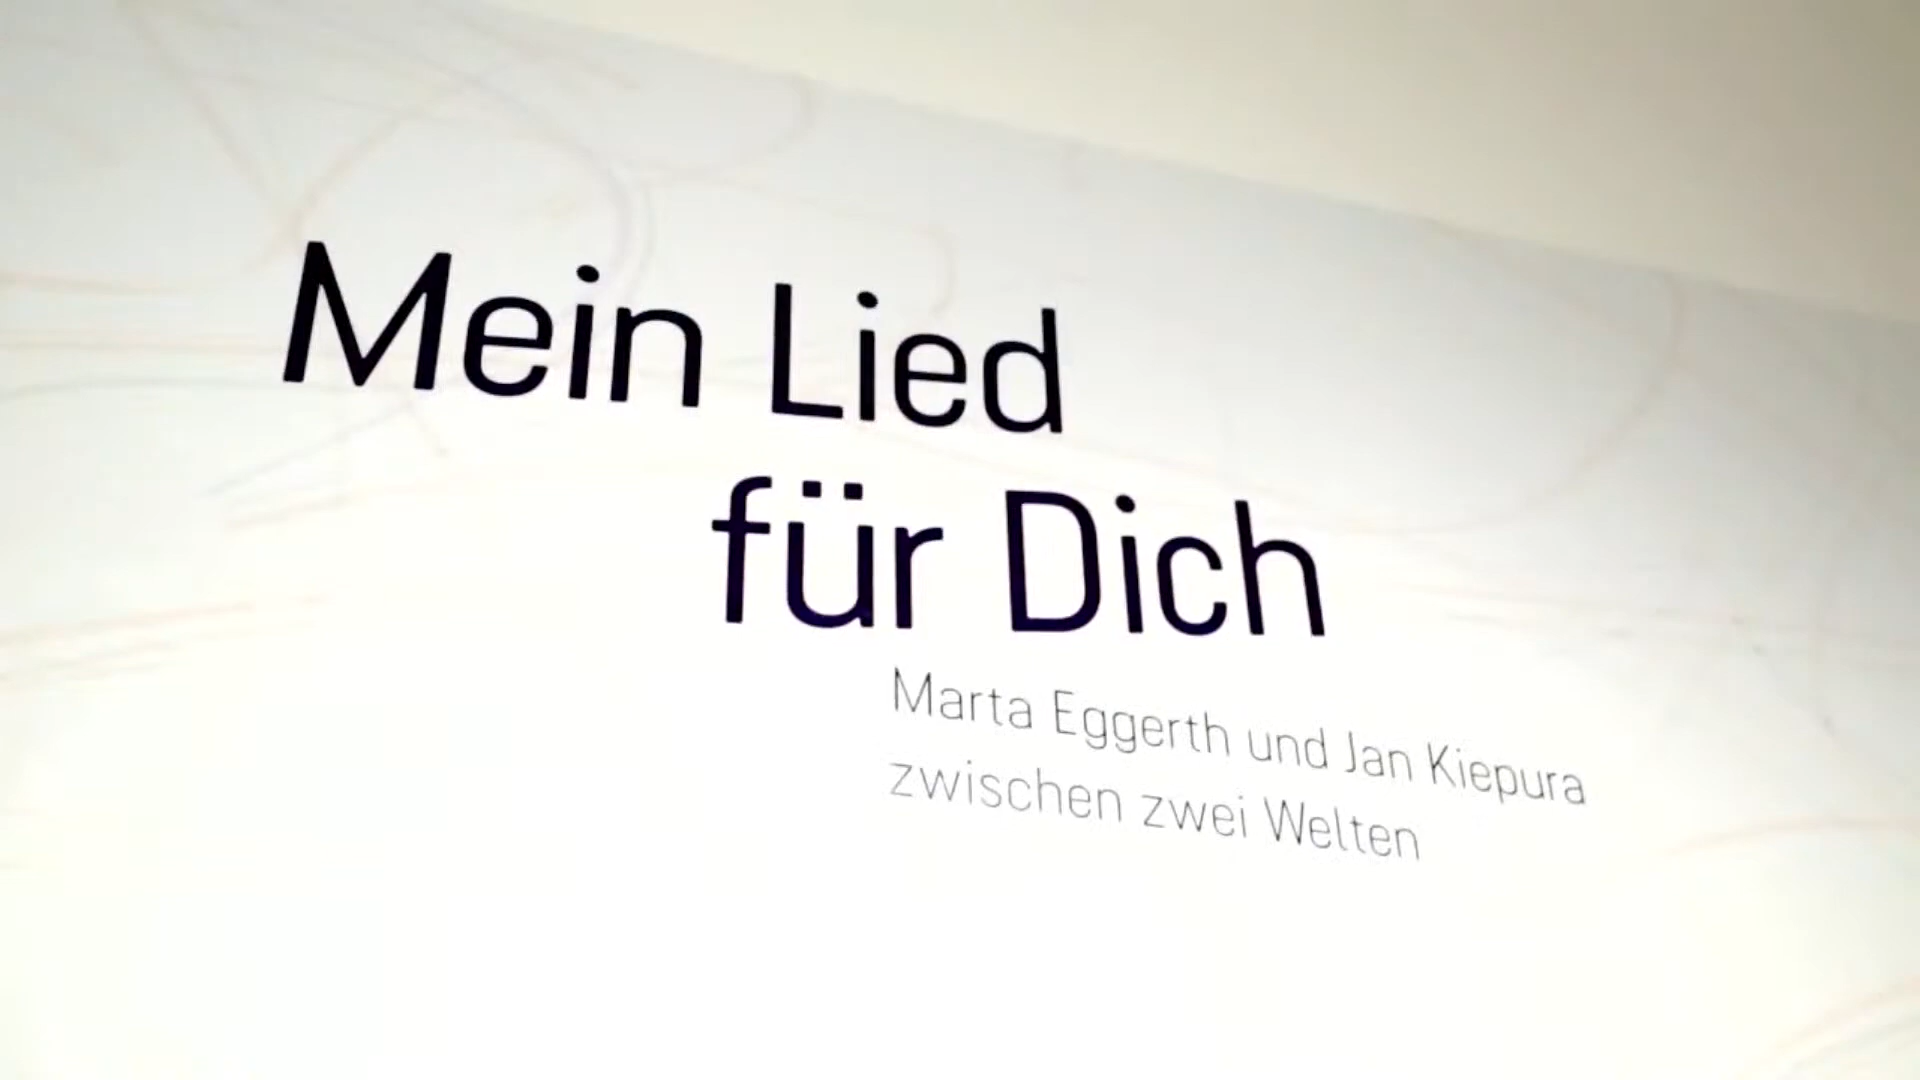 Mein Lied
für Dich
Marta Eggerth und Jan Kiepura
zwischen zwei Welten